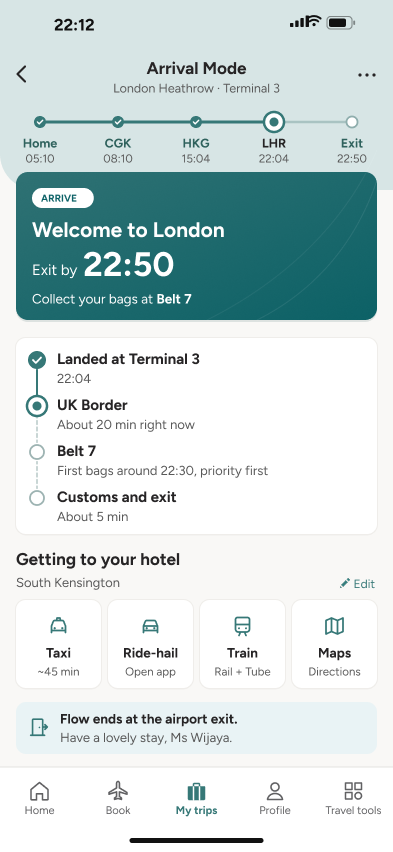 22:12
Arrival Mode
London Heathrow · Terminal 3
Home CGK HKG LHR Exit
05:10 08:10 15:04 22:04 22:50
ARRIVE
Welcome to London
Exit by 22:50
Collect your bags at Belt 7
Landed at Terminal 3
22:04
UK Border
About 20 min right now
Belt 7
First bags around 22:30, priority first
Customs and exit
About 5 min
Getting to your hotel
South Kensington Edit
Taxi Ride-hail Train Maps
~45 min Open app Rail + Tube Directions
Flow ends at the airport exit.
Have a lovely stay, Ms Wijaya.
Home Book My trips Profile Travel tools